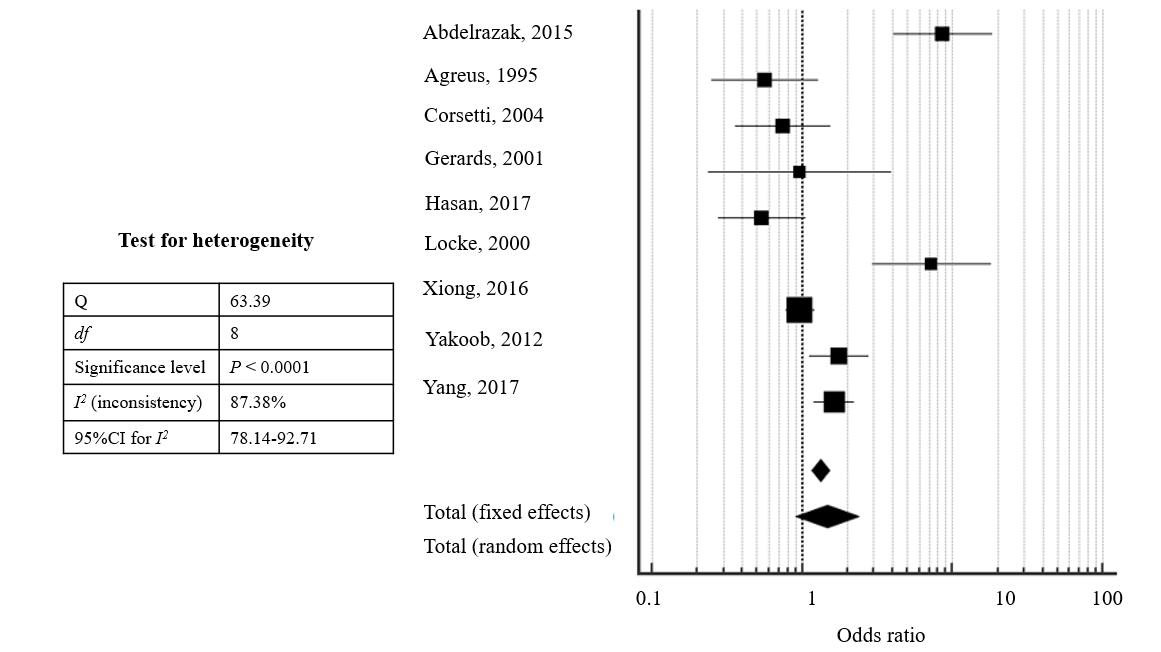 Test for heterogeneity
Q 63.39
df 8
Significance level P < 0.0001
I² (inconsistency) 87.38%
95%CI for I² 78.14-92.71
Abdelrazak, 2015
Agreus, 1995
Corsetti, 2004
Gerards, 2001
Hasan, 2017
Locke, 2000
Xiong, 2016
Yakoob, 2012
Yang, 2017
Total (fixed effects)
Total (random effects)
0.1 1 10 100
Odds ratio